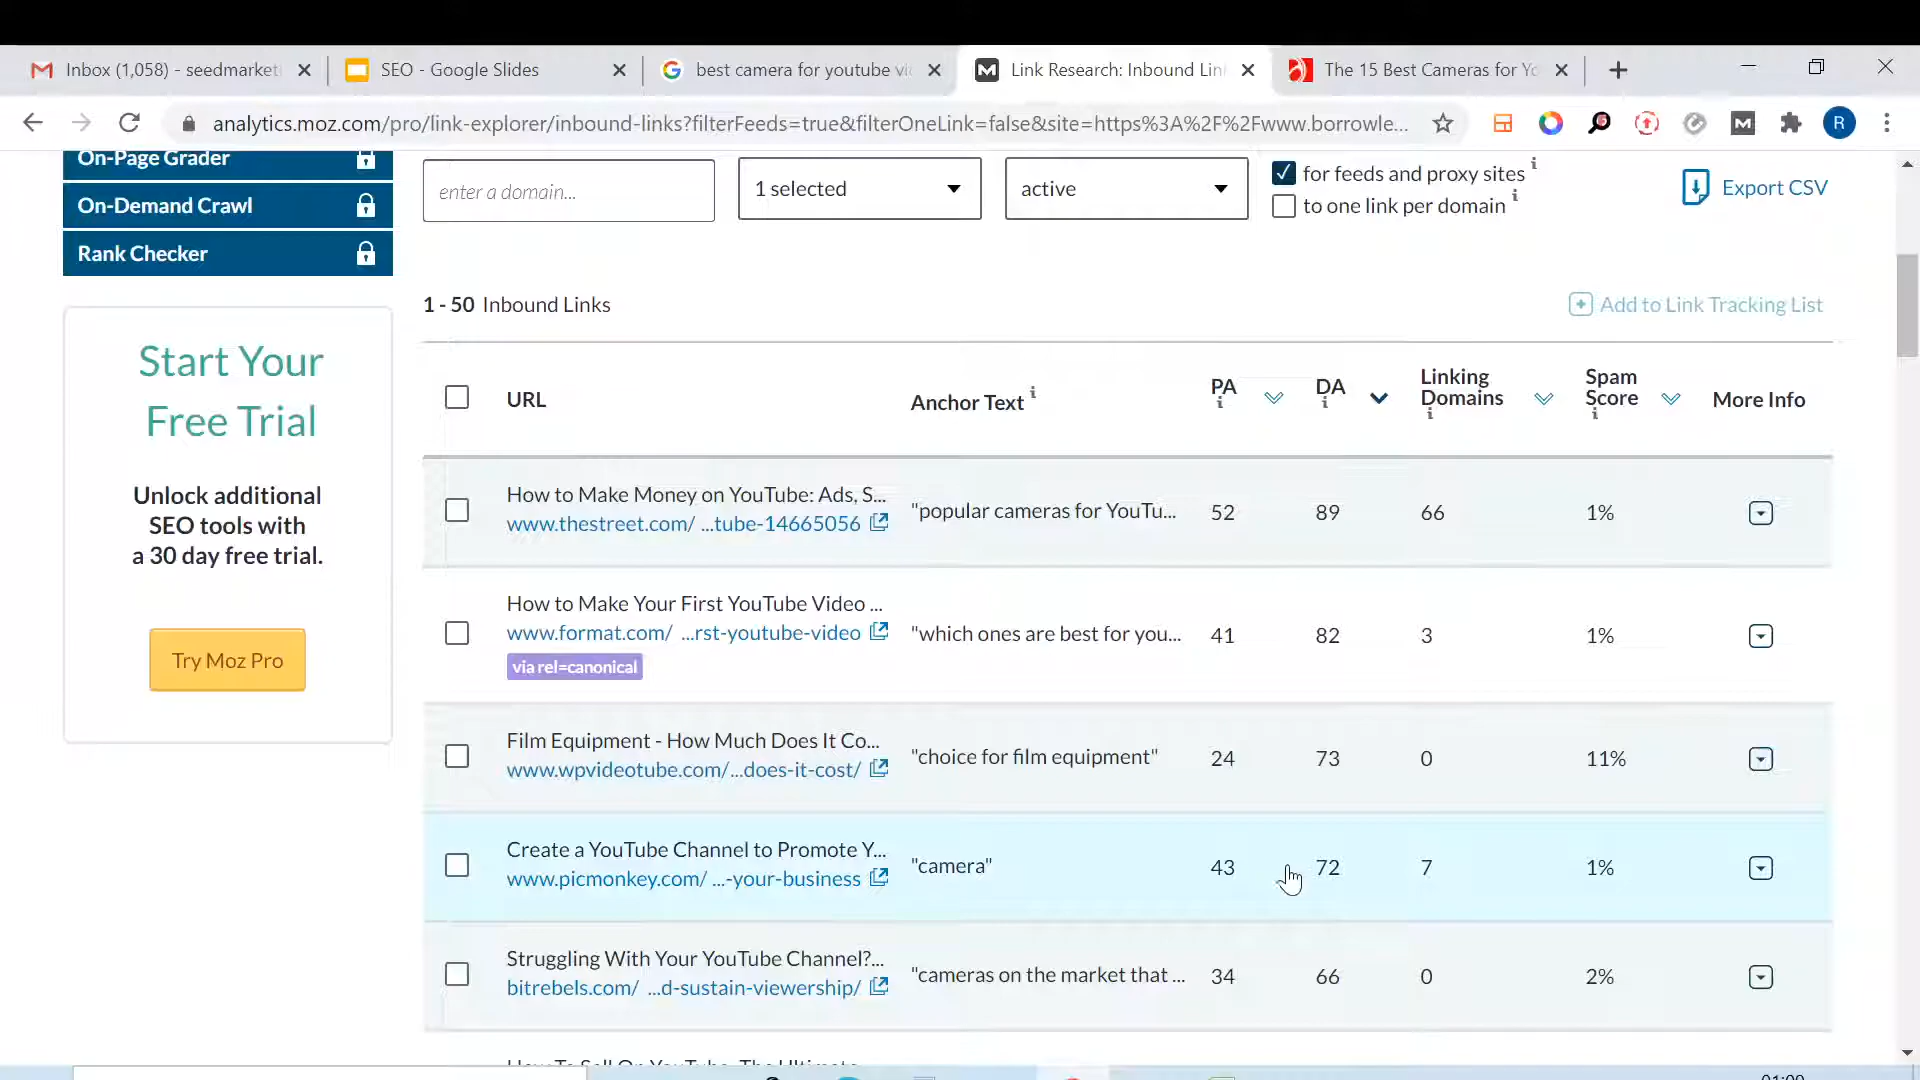 Inbox (1,058) - seedmarket
SEO - Google Slides
best camera for youtube vi
Link Research: Inbound Lin
The 15 Best Cameras for Yo
analytics.moz.com/pro/link-explorer/inbound-links?filterFeeds=true&filterOneLink=false&site=https%3A%2F%2Fwww.borrowle...
R
On-Page Grader
On-Demand Crawl
Rank Checker
enter a domain...
1 selected
active
for feeds and proxy sites
to one link per domain
Export CSV
1 - 50 Inbound Links
Add to Link Tracking List
Start Your
Free Trial
Unlock additional
SEO tools with
a 30 day free trial.
Try Moz Pro
URL
Anchor Text
PA
DA
Linking
Domains
Spam
Score
More Info
How to Make Money on YouTube: Ads, S...
www.thestreet.com/ ...tube-14665056
"popular cameras for YouTu...
52
89
66
1%
How to Make Your First YouTube Video ...
www.format.com/ ...rst-youtube-video
via rel=canonical
"which ones are best for you...
41
82
3
1%
Film Equipment - How Much Does It Co...
www.wpvideotube.com/...does-it-cost/
"choice for film equipment"
24
73
0
11%
Create a YouTube Channel to Promote Y...
www.picmonkey.com/ ...-your-business
"camera"
43
72
7
1%
Struggling With Your YouTube Channel?...
bitrebels.com/ ...d-sustain-viewership/
"cameras on the market that ...
34
66
0
2%